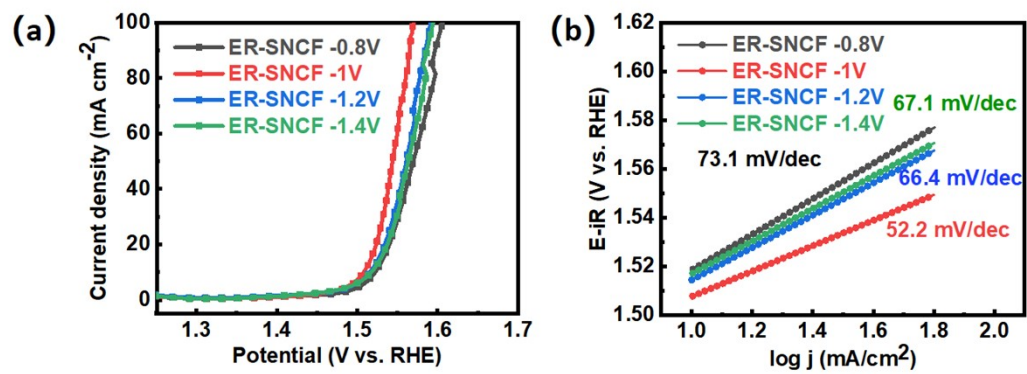 (a)
100
80
60
40
20
0
Current density (mA cm-2)
ER-SNCF -0.8V
ER-SNCF -1V
ER-SNCF -1.2V
ER-SNCF -1.4V
1.3 1.4 1.5 1.6 1.7
Potential (V vs. RHE)
(b)
1.62
1.60
1.58
1.56
1.54
1.52
1.50
E-iR (V vs. RHE)
ER-SNCF -0.8V
ER-SNCF -1V
ER-SNCF -1.2V
ER-SNCF -1.4V
67.1 mV/dec
73.1 mV/dec
66.4 mV/dec
52.2 mV/dec
1.0 1.2 1.4 1.6 1.8 2.0
log j (mA/cm2)